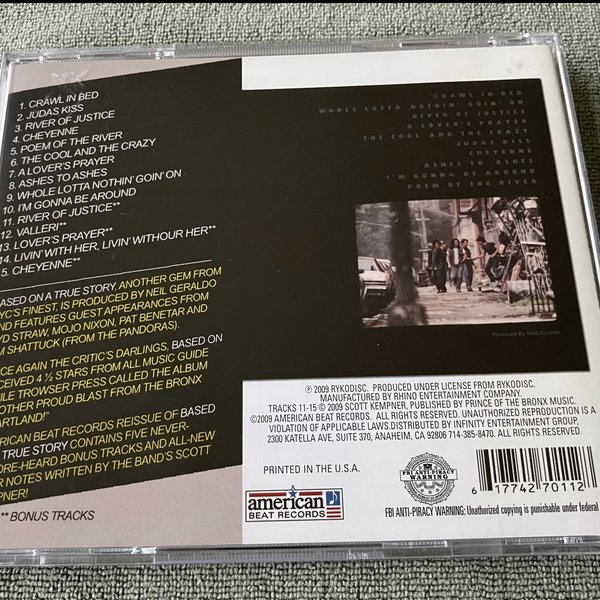 1. CRAWL IN BED
2. JUDAS KISS
3. RIVER OF JUSTICE
4. CHEYENNE
5. POEM OF THE RIVER
6. THE COOL AND THE CRAZY
7. A LOVER'S PRAYER
8. ASHES TO ASHES
9. WHOLE LOTTA NOTHIN' GOIN' ON
10. I'M GONNA BE AROUND
11. RIVER OF JUSTICE**
12. VALLERI**
13. LOVER'S PRAYER**
14. LIVIN' WITH HER, LIVIN' WITHOUR HER**
5. CHEYENNE**
BASED ON A TRUE STORY, ANOTHER GEM FROM
YC'S FINEST, IS PRODUCED BY NEIL GERALDO
ND FEATURES GUEST APPEARANCES FROM
YD STRAW, MOJO NIXON, PAT BENETAR AND
M SHATTUCK (FROM THE PANDORAS).
CE AGAIN THE CRITIC'S DARLINGS, BASED ON
CEIVED 4 ½ STARS FROM ALL MUSIC GUIDE
ILE TROWSER PRESS CALLED THE ALBUM
OTHER PROUD BLAST FROM THE BRONX
ARTLAND!"
RICAN BEAT RECORDS REISSUE OF BASED
TRUE STORY CONTAINS FIVE NEVER-
ORE-HEARD BONUS TRACKS AND ALL-NEW
R NOTES WRITTEN BY THE BAND'S SCOTT
PNER!
** BONUS TRACKS
CRAWL IN BED
WHOLE LOTTA NOTHIN' GOIN' ON
RIVER OF JUSTICE
A LOVER'S PRAYER
THE COOL AND THE CRAZY
JUDAS KISS
CHEYENNE
ASHES TO ASHES
I'M GONNA BE AROUND
POEM OF THE RIVER
Produced By Neil Geraldo
℗ 2009 RYKODISC. PRODUCED UNDER LICENSE FROM RYKODISC.
MANUFACTURED BY RHINO ENTERTAINMENT COMPANY.
TRACKS 11-15 © 2009 SCOTT KEMPNER, PUBLISHED BY PRINCE OF THE BRONX MUSIC.
©2009 AMERICAN BEAT RECORDS. ALL RIGHTS RESERVED. UNAUTHORIZED REPRODUCTION IS A
VIOLATION OF APPLICABLE LAWS.DISTRIBUTED BY INFINITY ENTERTAINMENT GROUP,
2300 KATELLA AVE, SUITE 370, ANAHEIM, CA 92806 714-385-8470. ALL RIGHTS RESERVED.
PRINTED IN THE U.S.A.
american
BEAT RECORDS
FBI ANTI-PIRACY
WARNING
6 17742 70112
FBI ANTI-PIRACY WARNING: Unauthorized copying is punishable under federal